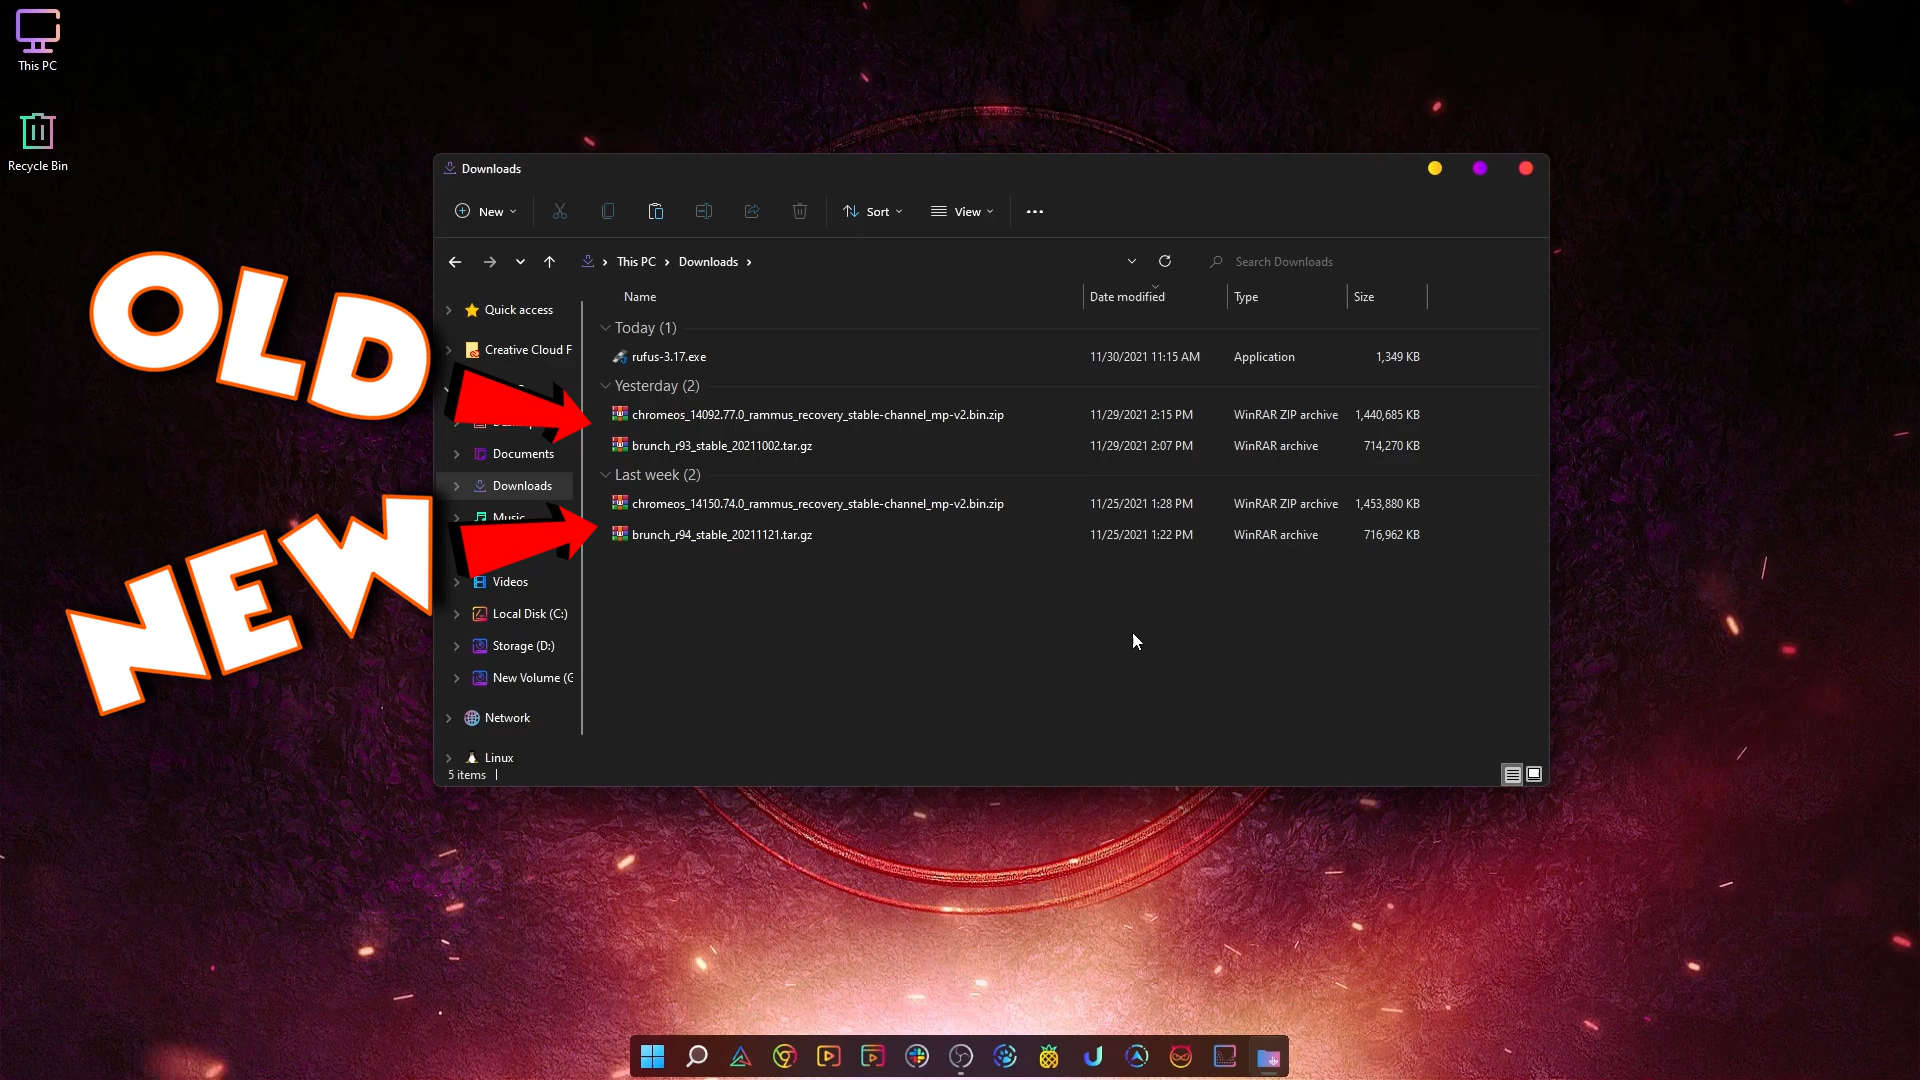 This PC
Recycle Bin
OLD
NEW
Downloads
New
Sort
View
This PC
Downloads
Search Downloads
Name
Date modified
Type
Size
Quick access
Creative Cloud F
Documents
Downloads
Music
Videos
Local Disk (C:)
Storage (D:)
New Volume (G
Network
Linux
Today (1)
rufus-3.17.exe 11/30/2021 11:15 AM Application 1,349 KB
Yesterday (2)
chromeos_14092.77.0_rammus_recovery_stable-channel_mp-v2.bin.zip 11/29/2021 2:15 PM WinRAR ZIP archive 1,440,685 KB
brunch_r93_stable_20211002.tar.gz 11/29/2021 2:07 PM WinRAR archive 714,270 KB
Last week (2)
chromeos_14150.74.0_rammus_recovery_stable-channel_mp-v2.bin.zip 11/25/2021 1:28 PM WinRAR ZIP archive 1,453,880 KB
brunch_r94_stable_20211121.tar.gz 11/25/2021 1:22 PM WinRAR archive 716,962 KB
5 items